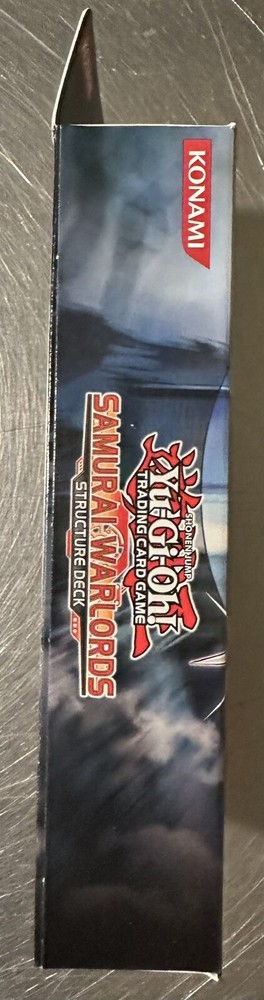 KONAMI
SHONEN JUMP
Yu-Gi-Oh!
TRADING CARD GAME
SAMURAI WARLORDS
STRUCTURE DECK